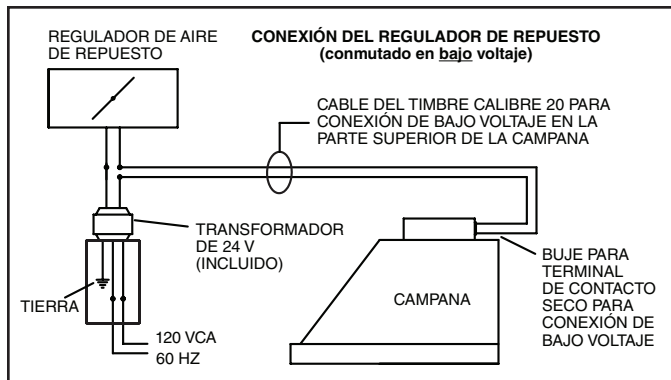 REGULADOR DE AIRE
DE REPUESTO
CONEXIÓN DEL REGULADOR DE REPUESTO
(conmutado en bajo voltaje)
CABLE DEL TIMBRE CALIBRE 20 PARA
CONEXIÓN DE BAJO VOLTAJE EN LA
PARTE SUPERIOR DE LA CAMPANA
TRANSFORMADOR
DE 24 V
(INCLUIDO)
TIERRA
120 VCA
60 HZ
CAMPANA
BUJE PARA
TERMINAL
DE CONTACTO
SECO PARA
CONEXIÓN DE
BAJO VOLTAJE